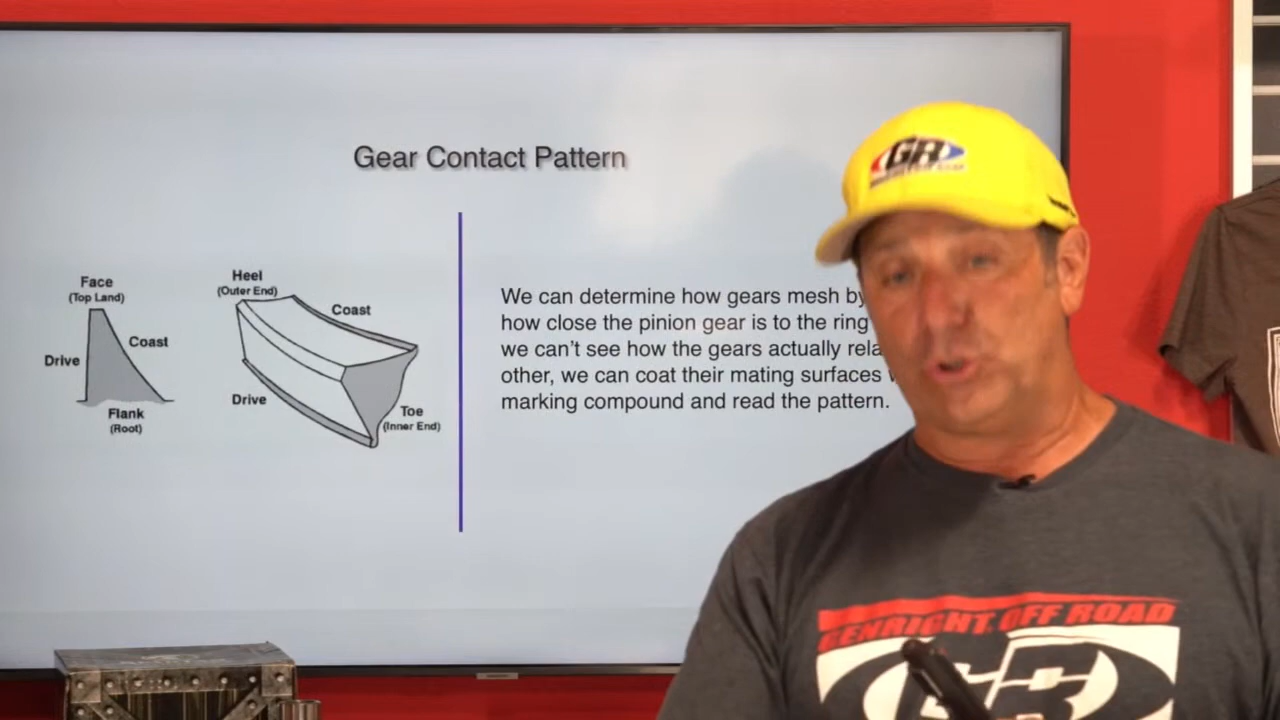 Gear Contact Pattern
Face
(Top Land)
Drive
Coast
Flank
(Root)
Heel
(Outer End)
Coast
Drive
Toe
(Inner End)
We can determine how gears mesh by
how close the pinion gear is to the ring
we can't see how the gears actually
other, we can coat their mating surfaces
marking compound and read the pattern.
GR
GENRIGHT OFF ROAD
GR